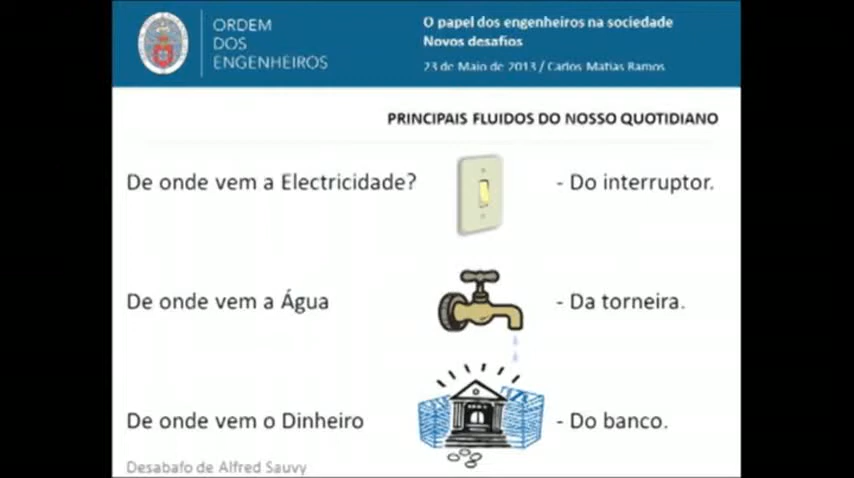 ORDEM
DOS
ENGENHEIROS
O papel dos engenheiros na sociedade
Novos desafios
23 de Maio de 2013 / Carlos Matias Ramos
PRINCIPAIS FLUIDOS DO NOSSO QUOTIDIANO
De onde vem a Electricidade? - Do interruptor.
De onde vem a Água - Da torneira.
De onde vem o Dinheiro - Do banco.
Desabafo de Alfred Sauvy